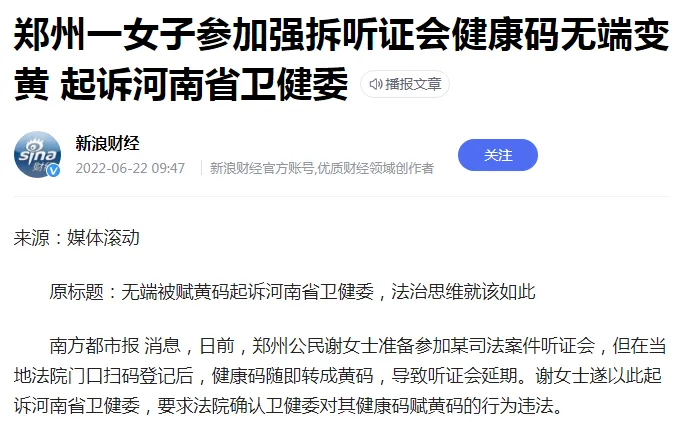 郑州一女子参加强拆听证会健康码无端变
黄 起诉河南省卫健委 播报文章
sina
财经
新浪财经
2022-06-22 09:47 新浪财经官方账号,优质财经领域创作者
关注
来源：媒体滚动
原标题：无端被赋黄码起诉河南省卫健委，法治思维就该如此
南方都市报 消息，日前，郑州公民谢女士准备参加某司法案件听证会，但在当
地法院门口扫码登记后，健康码随即转成黄码，导致听证会延期。谢女士遂以此起
诉河南省卫健委，要求法院确认卫健委对其健康码赋黄码的行为违法。